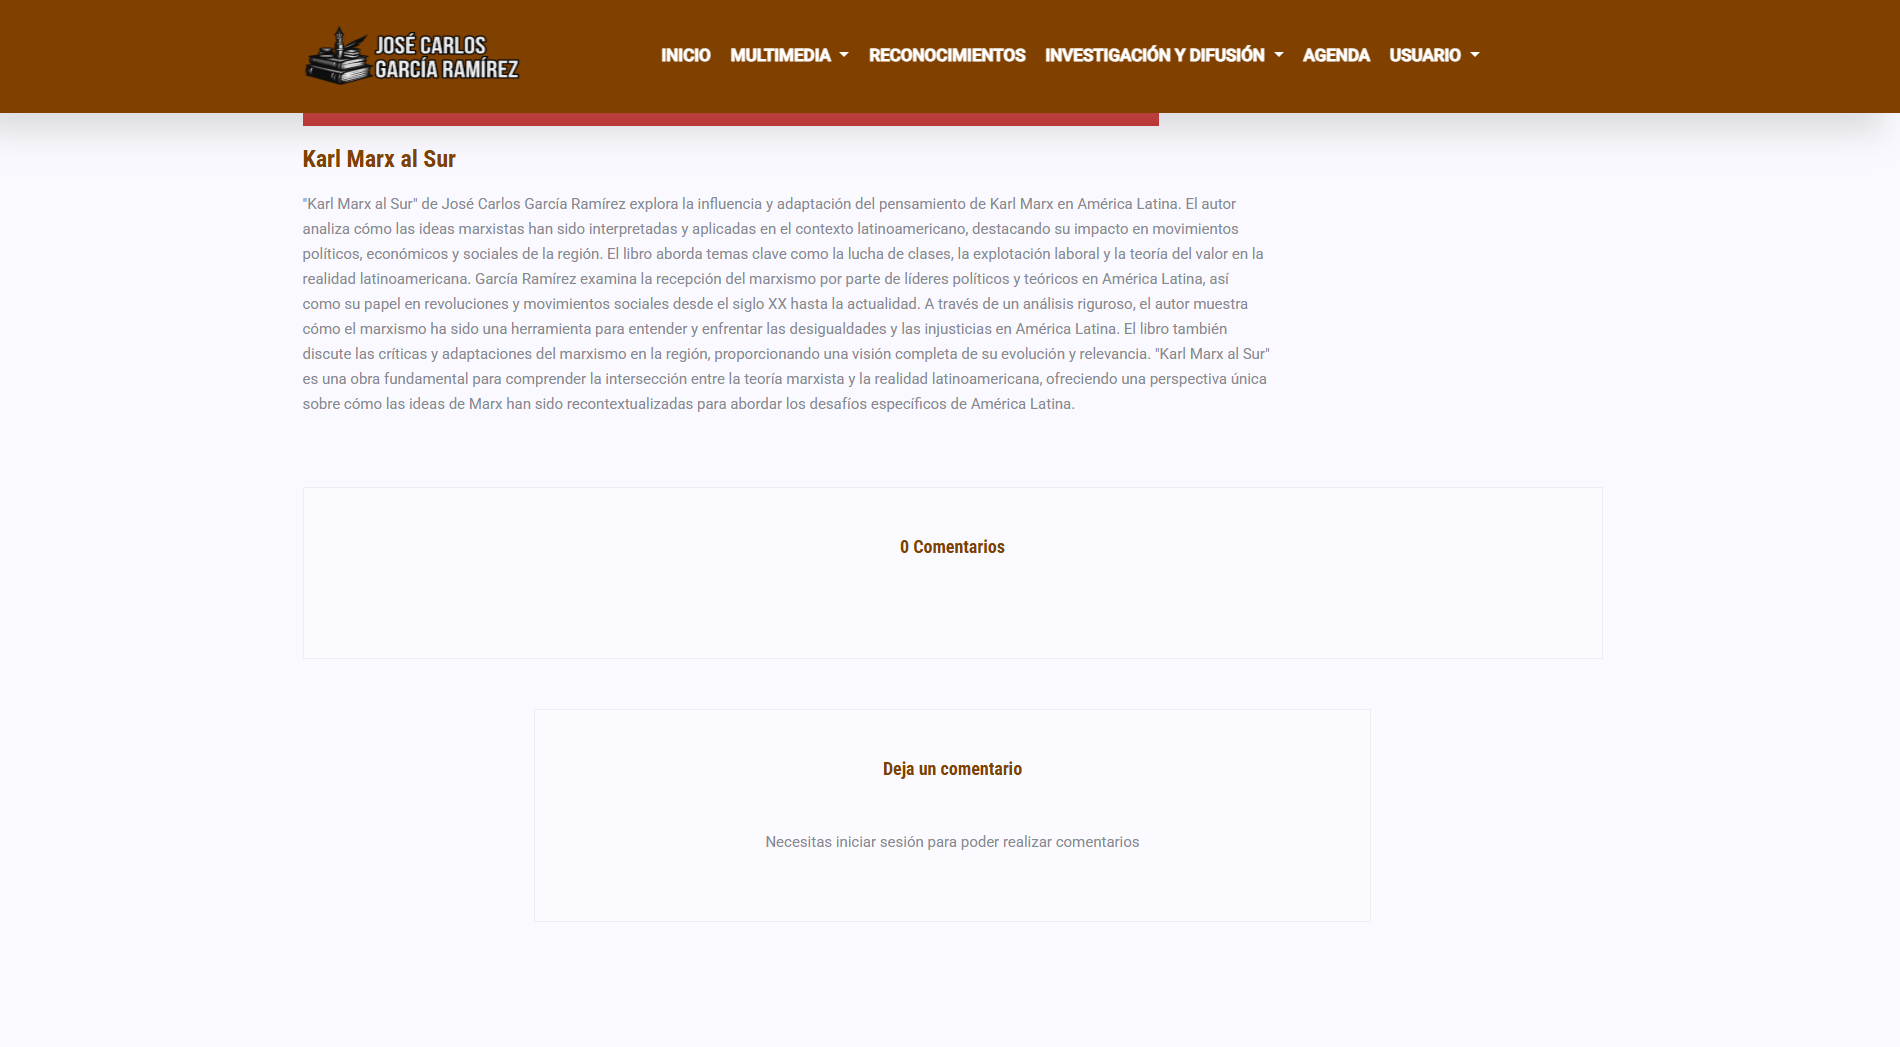 JOSÉ CARLOS
GARCÍA RAMÍREZ
INICIO MULTIMEDIA RECONOCIMIENTOS INVESTIGACIÓN Y DIFUSIÓN AGENDA USUARIO
Karl Marx al Sur
"Karl Marx al Sur" de José Carlos García Ramírez explora la influencia y adaptación del pensamiento de Karl Marx en América Latina. El autor
analiza cómo las ideas marxistas han sido interpretadas y aplicadas en el contexto latinoamericano, destacando su impacto en movimientos
políticos, económicos y sociales de la región. El libro aborda temas clave como la lucha de clases, la explotación laboral y la teoría del valor en la
realidad latinoamericana. García Ramírez examina la recepción del marxismo por parte de líderes políticos y teóricos en América Latina, así
como su papel en revoluciones y movimientos sociales desde el siglo XX hasta la actualidad. A través de un análisis riguroso, el autor muestra
cómo el marxismo ha sido una herramienta para entender y enfrentar las desigualdades y las injusticias en América Latina. El libro también
discute las críticas y adaptaciones del marxismo en la región, proporcionando una visión completa de su evolución y relevancia. "Karl Marx al Sur"
es una obra fundamental para comprender la intersección entre la teoría marxista y la realidad latinoamericana, ofreciendo una perspectiva única
sobre cómo las ideas de Marx han sido recontextualizadas para abordar los desafíos específicos de América Latina.
0 Comentarios
Deja un comentario
Necesitas iniciar sesión para poder realizar comentarios